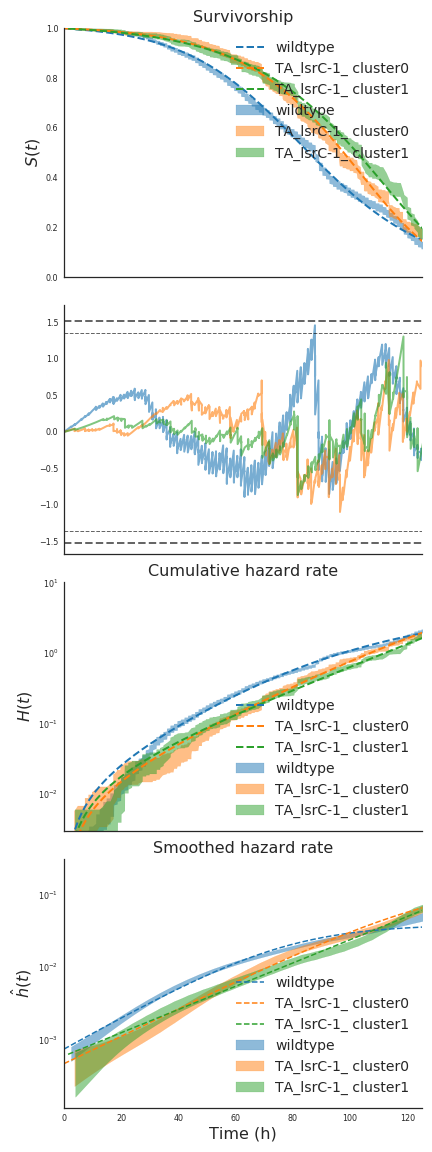 Survivorship
1.0
0.8
0.6
0.4
0.2
0.0
S(t)
wildtype
TA_lsrC-1_ cluster0
TA_lsrC-1_ cluster1
wildtype
TA_lsrC-1_ cluster0
TA_lsrC-1_ cluster1
1.5
1.0
0.5
0.0
−0.5
−1.0
−1.5
Cumulative hazard rate
10¹
10⁰
10⁻¹
10⁻²
H(t)
wildtype
TA_lsrC-1_ cluster0
TA_lsrC-1_ cluster1
wildtype
TA_lsrC-1_ cluster0
TA_lsrC-1_ cluster1
Smoothed hazard rate
10⁻¹
10⁻²
10⁻³
ĥ(t)
wildtype
TA_lsrC-1_ cluster0
TA_lsrC-1_ cluster1
wildtype
TA_lsrC-1_ cluster0
TA_lsrC-1_ cluster1
0 20 40 60 80 100 120
Time (h)